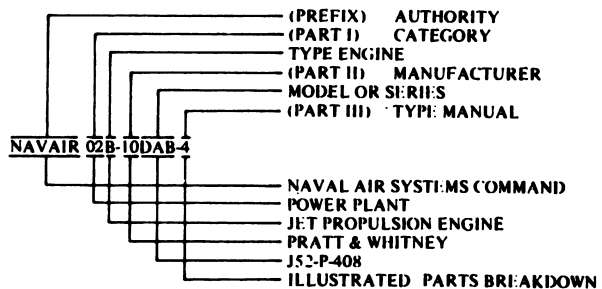 (PREFIX) AUTHORITY
(PART I) CATEGORY
TYPE ENGINE
(PART II) MANUFACTURER
MODEL OR SERIES
(PART III) TYPE MANUAL
NAVAIR 02B-10DAB-4
NAVAL AIR SYSTEMS COMMAND
POWER PLANT
JET PROPULSION ENGINE
PRATT & WHITNEY
J52-P-408
ILLUSTRATED PARTS BREAKDOWN